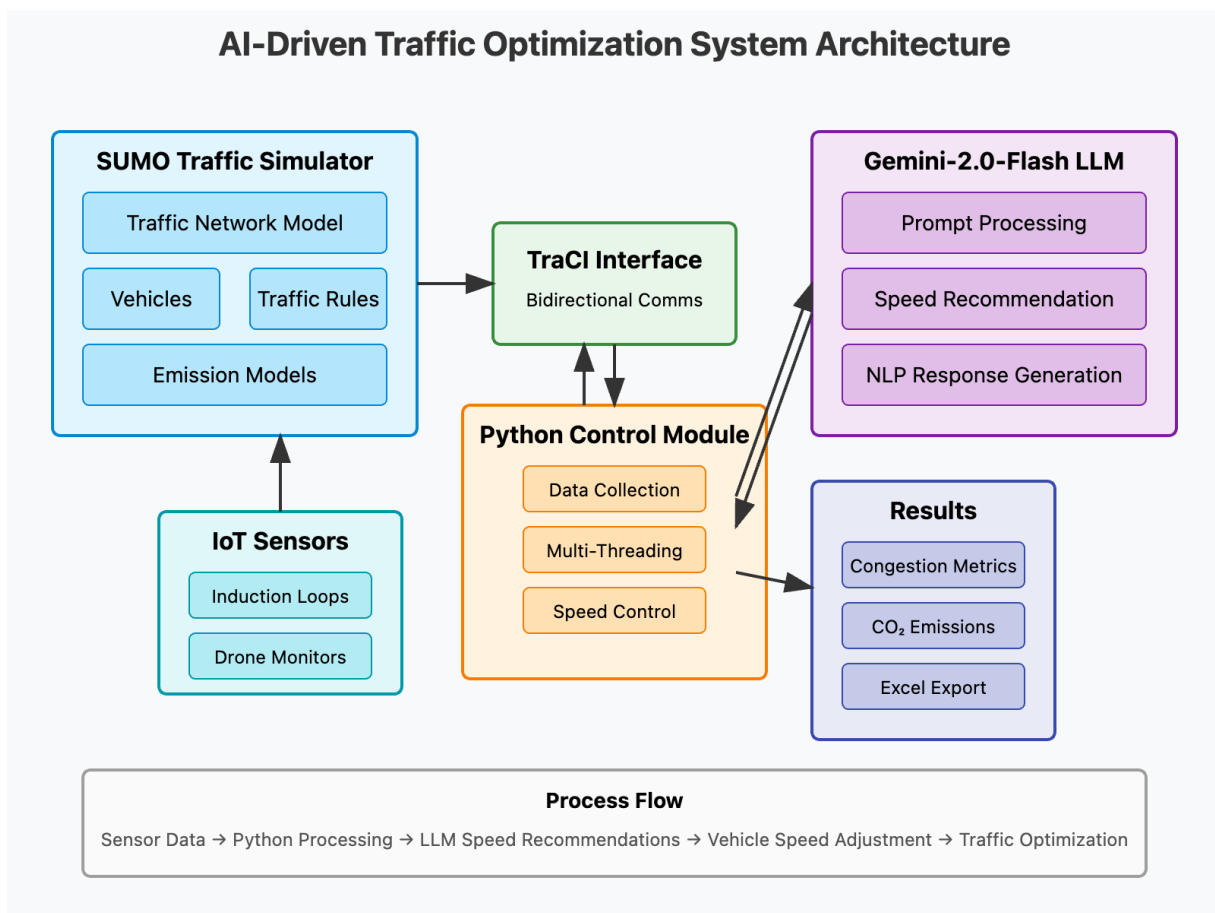 AI-Driven Traffic Optimization System Architecture
SUMO Traffic Simulator
Traffic Network Model
Vehicles
Traffic Rules
Emission Models
IoT Sensors
Induction Loops
Drone Monitors
TraCI Interface
Bidirectional Comms
Python Control Module
Data Collection
Multi-Threading
Speed Control
Gemini-2.0-Flash LLM
Prompt Processing
Speed Recommendation
NLP Response Generation
Results
Congestion Metrics
CO₂ Emissions
Excel Export
Process Flow
Sensor Data → Python Processing → LLM Speed Recommendations → Vehicle Speed Adjustment → Traffic Optimization